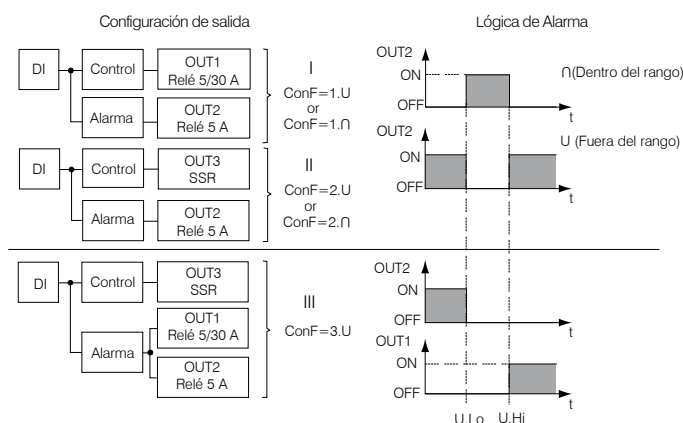 Configuración de salida
DI
Control
OUT1
Relé 5/30 A
Alarma
OUT2
Relé 5 A
I
ConF=1.U
or
ConF=1.∩
DI
Control
OUT3
SSR
Alarma
OUT2
Relé 5 A
II
ConF=2.U
or
ConF=2.∩
DI
Control
OUT3
SSR
Alarma
OUT1
Relé 5/30 A
OUT2
Relé 5 A
III
ConF=3.U
Lógica de Alarma
OUT2
ON
OFF
t
∩(Dentro del rango)
OUT2
ON
OFF
t
U (Fuera del rango)
OUT2
ON
OFF
t
OUT1
ON
OFF
t
U.Lo U.Hi